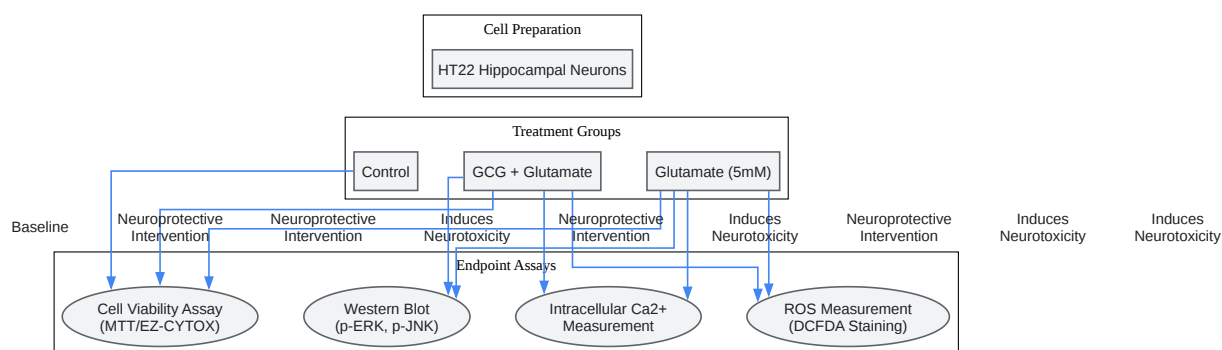 Cell Preparation
HT22 Hippocampal Neurons
Treatment Groups
Control
GCG + Glutamate
Glutamate (5mM)
Baseline
Neuroprotective
Intervention
Neuroprotective
Intervention
Induces
Neurotoxicity
Neuroprotective
Intervention
Induces
Neurotoxicity
Neuroprotective
Intervention
Induces
Neurotoxicity
Induces
Neurotoxicity
Endpoint Assays
Cell Viability Assay
(MTT/EZ-CYTOX)
Western Blot
(p-ERK, p-JNK)
Intracellular Ca2+
Measurement
ROS Measurement
(DCFDA Staining)